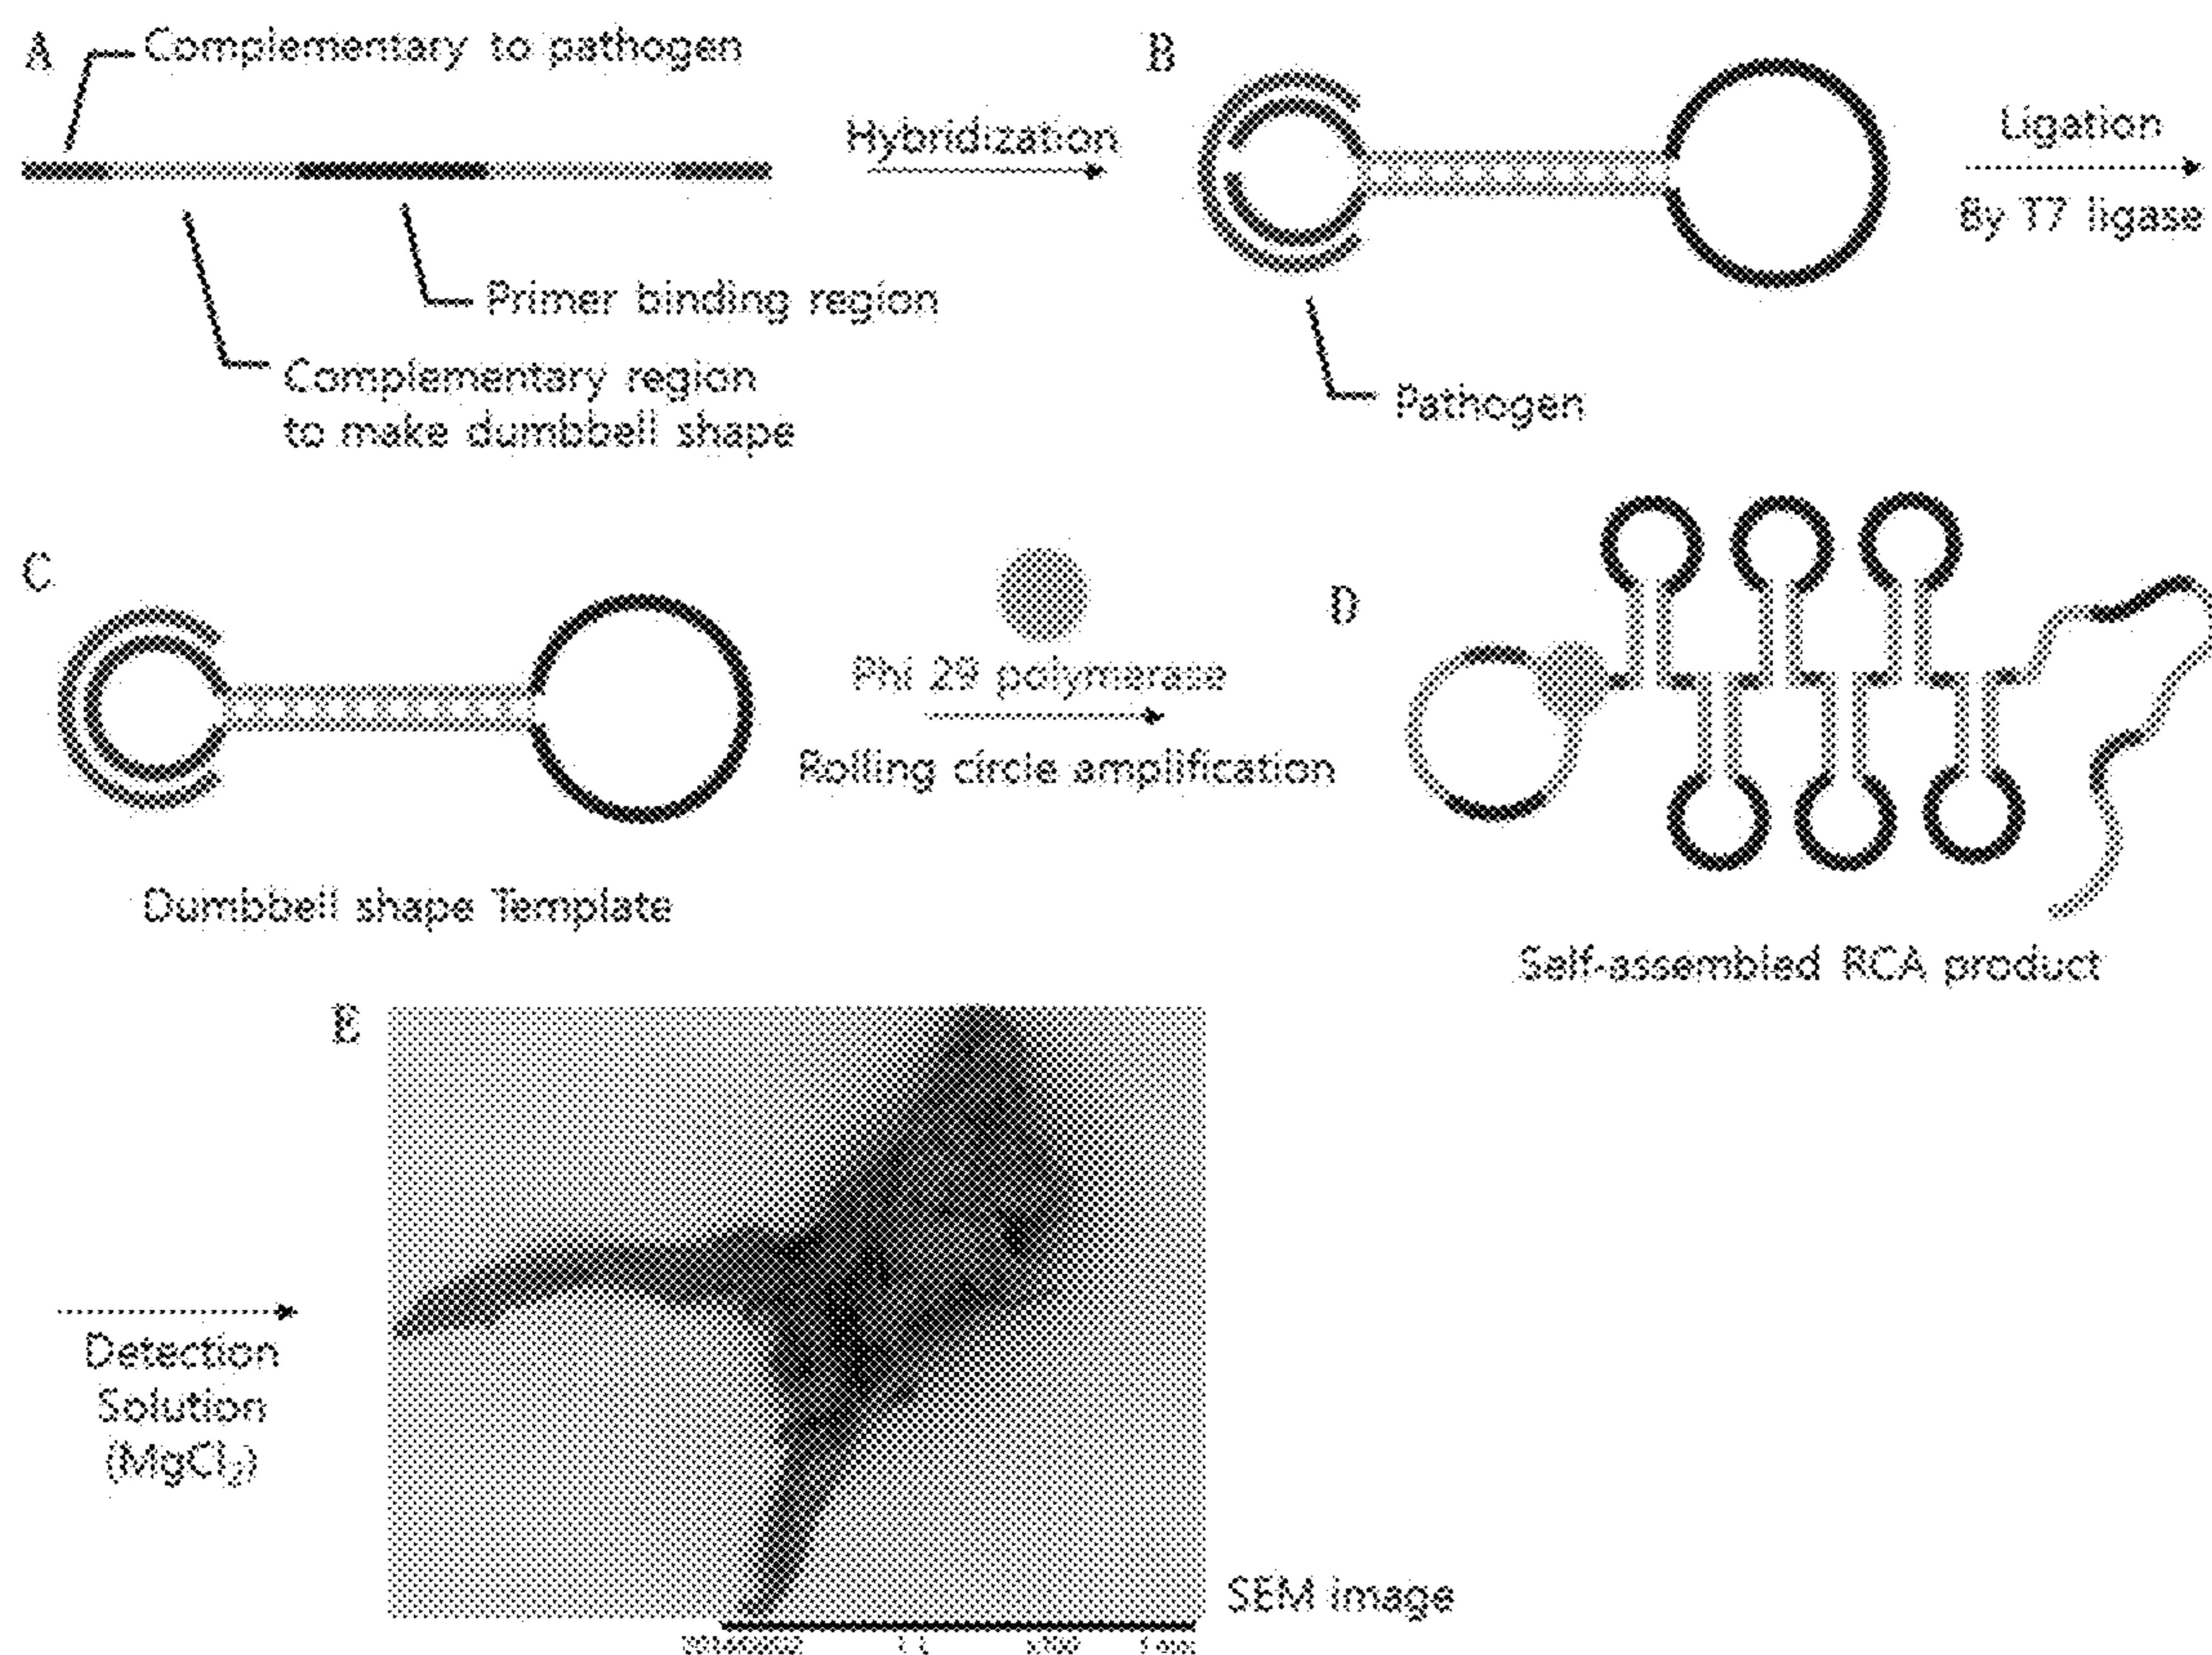 A
Complementary to pathogen
Hybridization
B
Ligation
By T7 ligase
Primer binding region
Complementary region
to make dumbbell shape
Pathogen
C
Phi 29 polymerase
Rolling circle amplification
D
Dumbbell shape Template
Self-assembled RCA product
E
Detection
Solution
(MgCl₂)
SEM image